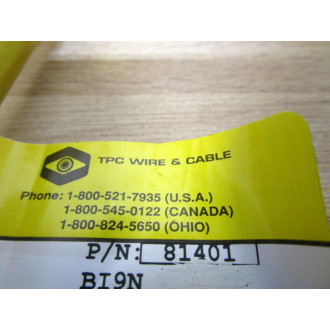 TPC WIRE & CABLE
Phone: 1-800-521-7935 (U.S.A.)
1-800-545-0122 (CANADA)
1-800-824-5650 (OHIO)
P/N: 81401
BI9N